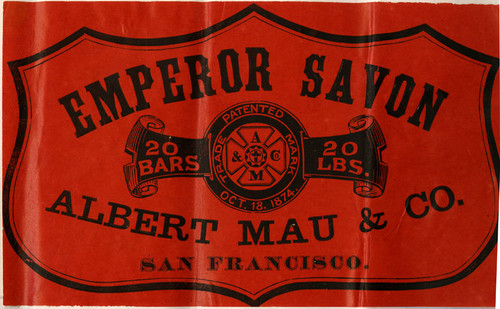 EMPEROR SAVON
PATENTED
TRADE MARK
OCT. 18, 1874.
20 BARS
A & C M
20 LBS.
ALBERT MAU & CO.
SAN FRANCISCO.